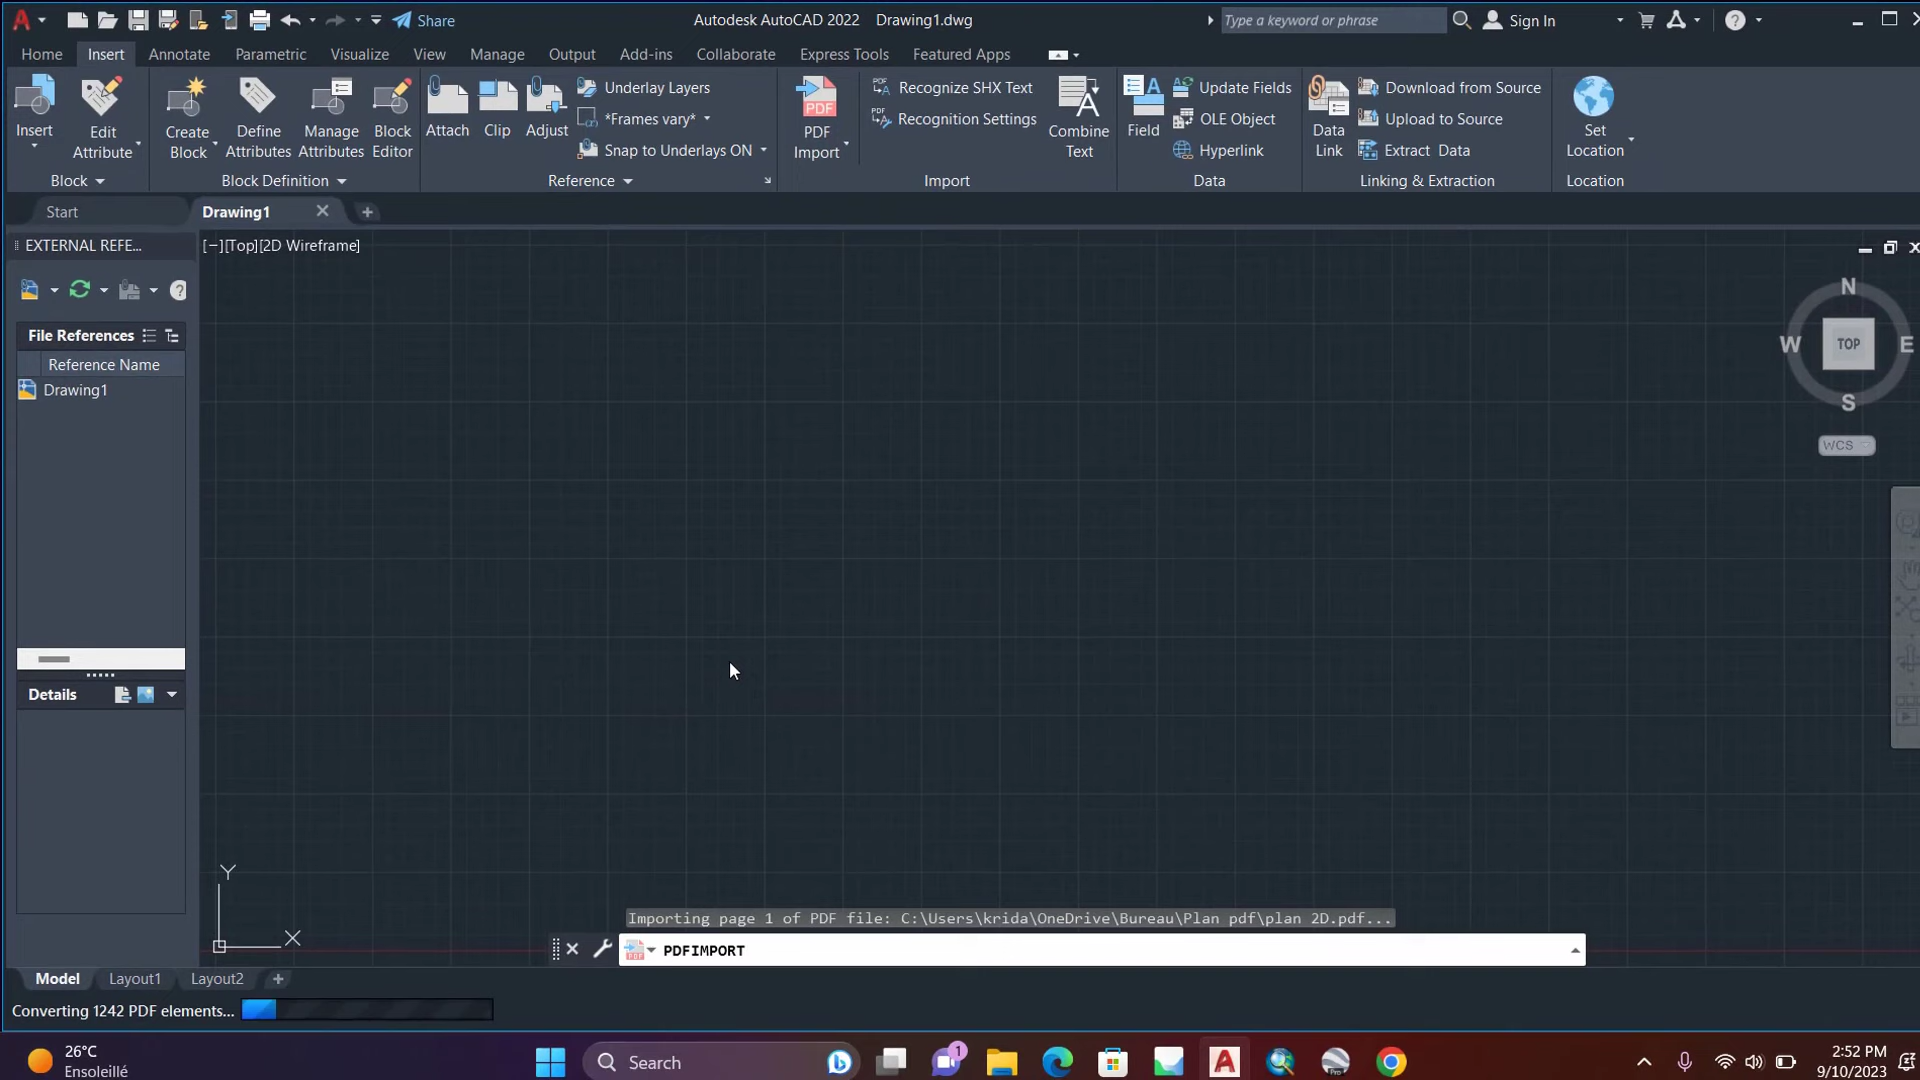 Share
Autodesk AutoCAD 2022 Drawing1.dwg
Type a keyword or phrase
Sign In
Home Insert Annotate Parametric Visualize View Manage Output Add-ins Collaborate Express Tools Featured Apps
Insert
Edit Attribute
Create Block
Define Attributes
Manage Attributes
Block Editor
Attach
Clip
Adjust
Underlay Layers
*Frames vary*
Snap to Underlays ON
PDF Import
PDF
Recognize SHX Text
Recognition Settings
Combine Text
Field
Update Fields
OLE Object
Hyperlink
Data Link
Download from Source
Upload to Source
Extract Data
Set Location
Block
Block Definition
Reference
Import
Data
Linking & Extraction
Location
Start
Drawing1
EXTERNAL REFE...
[−][Top][2D Wireframe]
File References
Reference Name
Drawing1
Details
N
W
TOP
E
S
WCS
Y
X
Importing page 1 of PDF file: C:\Users\krida\OneDrive\Bureau\Plan pdf\plan 2D.pdf...
PDFIMPORT
Model Layout1 Layout2
Converting 1242 PDF elements...
26°C
Ensoleillé
Search
1
Pro
2:52 PM
9/10/2023